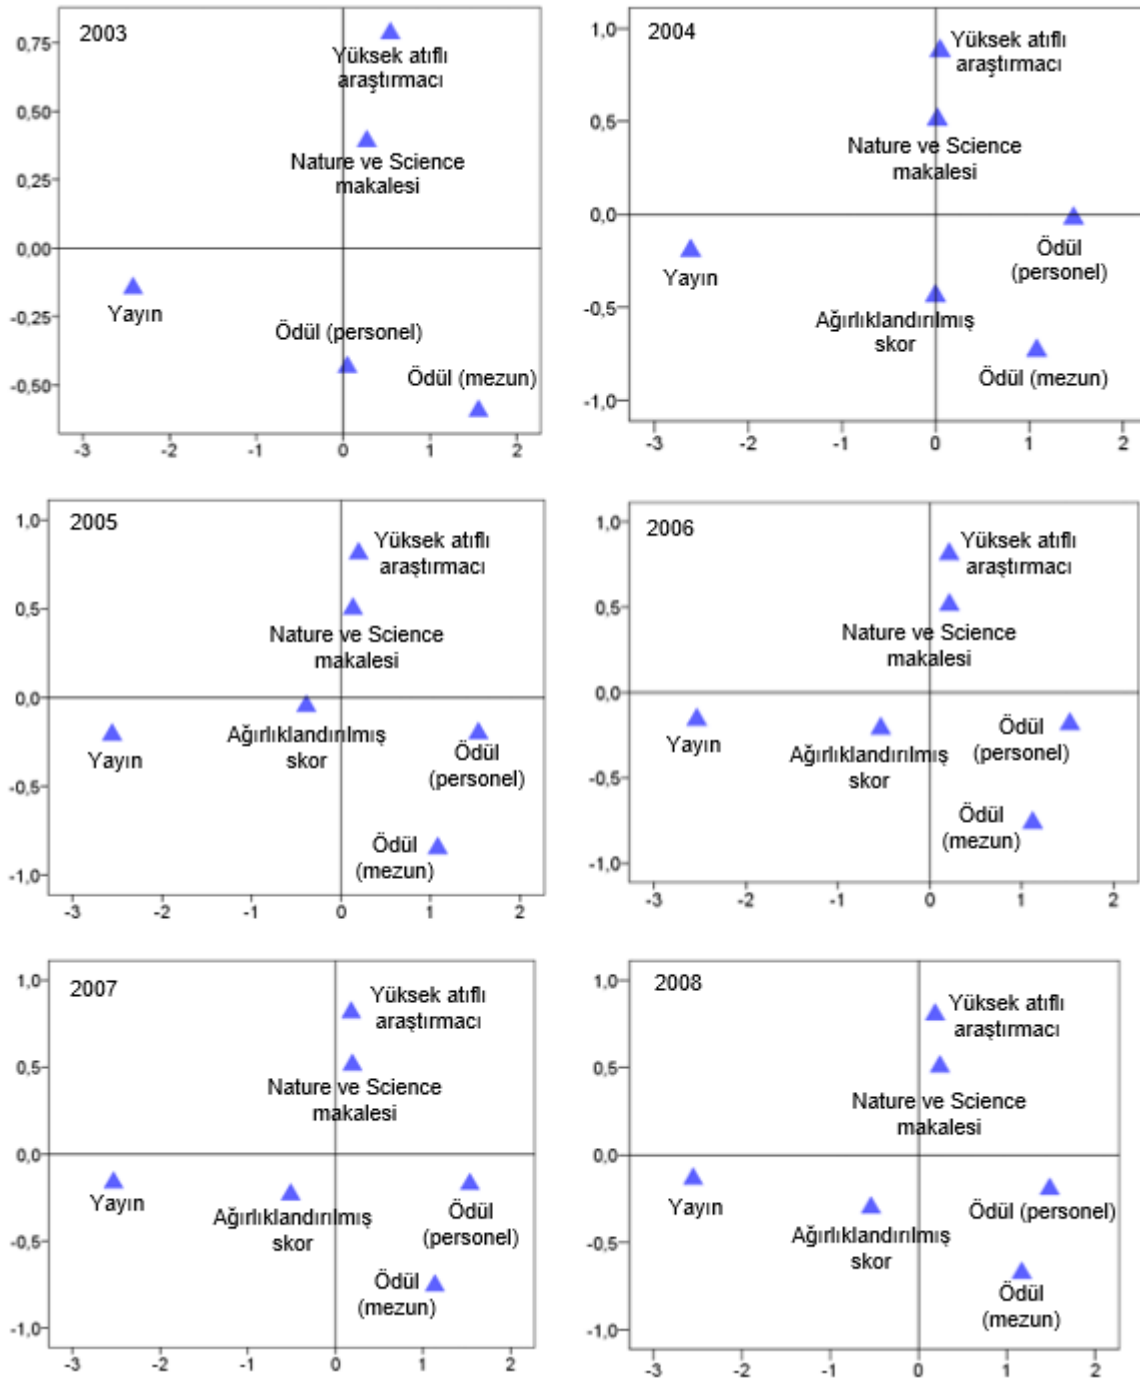 2003
0,75
0,50
0,25
0,00
-0,25
-0,50
-3
-2
-1
0
1
2
Yüksek atıflı
araştırmacı
Nature ve Science
makalesi
Yayın
Ödül (personel)
Ödül (mezun)
2004
1,0
0,5
0,0
-0,5
-1,0
-3
-2
-1
0
1
2
Yüksek atıflı
araştırmacı
Nature ve Science
makalesi
Ödül
(personel)
Yayın
Ağırlıklandırılmış
skor
Ödül (mezun)
2005
1,0
0,5
0,0
-0,5
-1,0
-3
-2
-1
0
1
2
Yüksek atıflı
araştırmacı
Nature ve Science
makalesi
Yayın
Ağırlıklandırılmış
skor
Ödül
(personel)
Ödül
(mezun)
2006
1,0
0,5
0,0
-0,5
-1,0
-3
-2
-1
0
1
2
Yüksek atıflı
araştırmacı
Nature ve Science
makalesi
Yayın
Ağırlıklandırılmış
skor
Ödül
(personel)
Ödül
(mezun)
2007
1,0
0,5
0,0
-0,5
-1,0
-3
-2
-1
0
1
2
Yüksek atıflı
araştırmacı
Nature ve Science
makalesi
Yayın
Ağırlıklandırılmış
skor
Ödül
(personel)
Ödül
(mezun)
2008
1,0
0,5
0,0
-0,5
-1,0
-3
-2
-1
0
1
2
Yüksek atıflı
araştırmacı
Nature ve Science
makalesi
Yayın
Ağırlıklandırılmış
skor
Ödül (personel)
Ödül
(mezun)